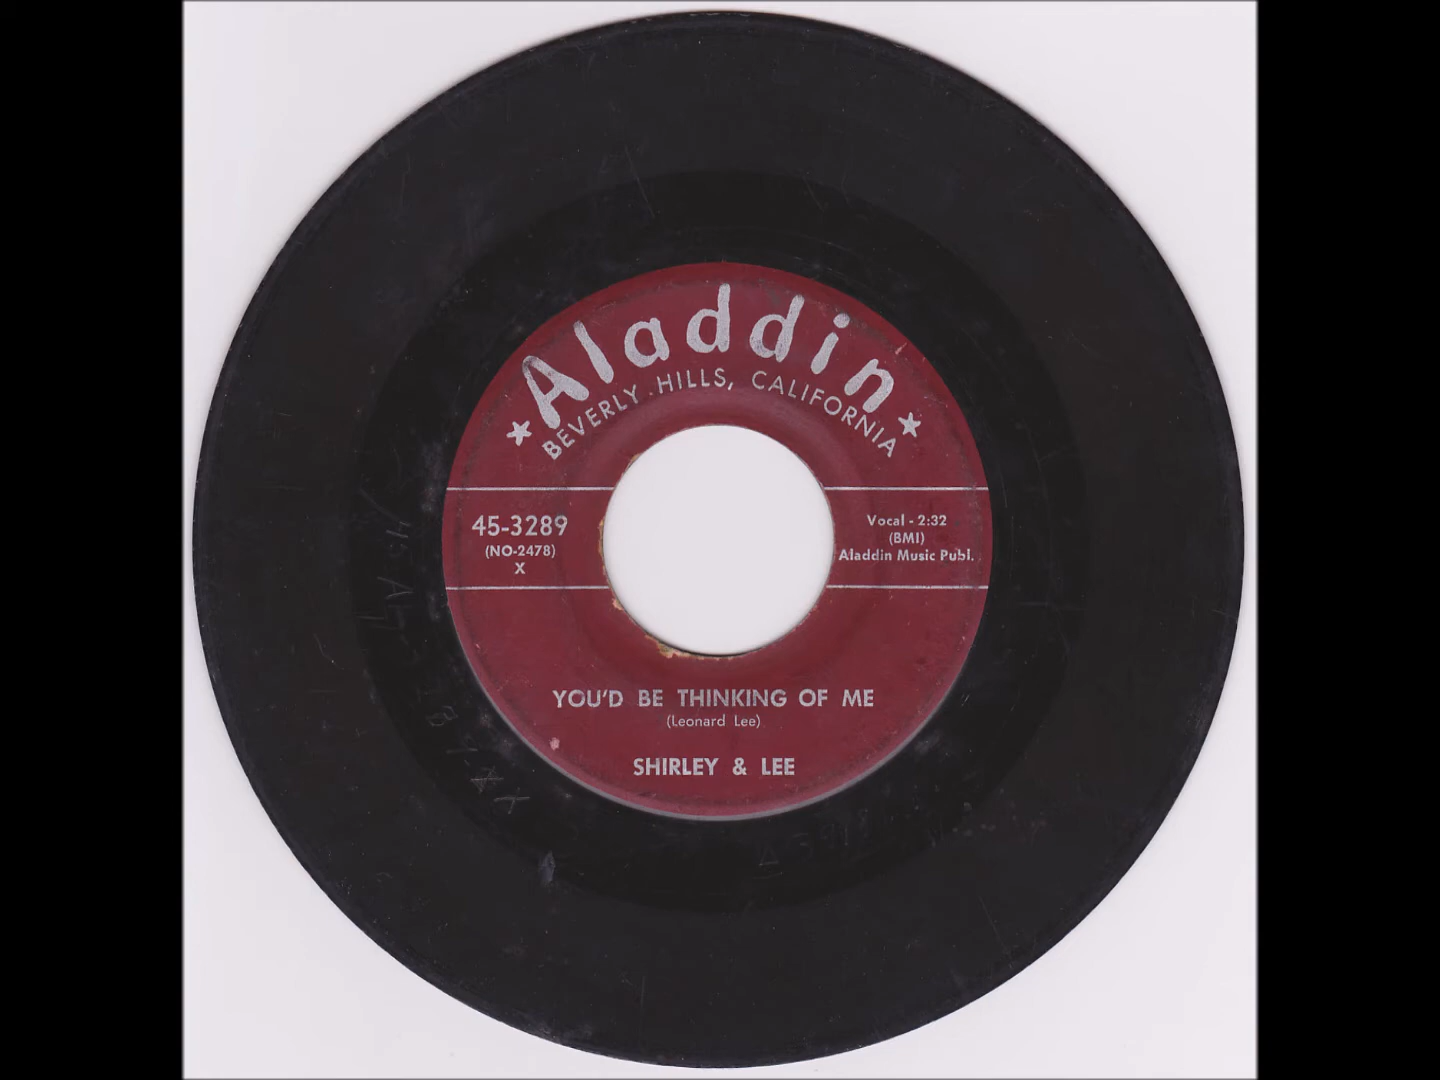 Aladdin
BEVERLY HILLS, CALIFORNIA
45-3289
(NO-2478)
X
Vocal - 2:32
(BMI)
Aladdin Music Publ.
YOU'D BE THINKING OF ME
(Leonard Lee)
SHIRLEY & LEE